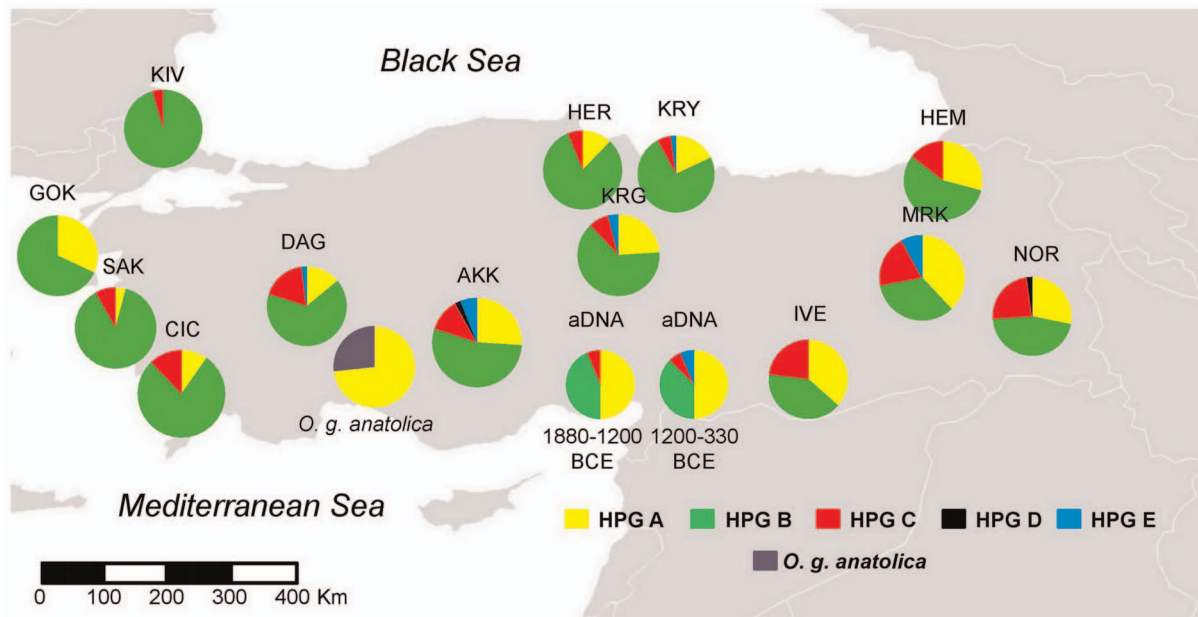 Black Sea
KIV
HER
KRY
HEM
GOK
KRG
MRK
DAG
SAK
AKK
NOR
aDNA
aDNA
IVE
CIC
O. g. anatolica
1880-1200
BCE
1200-330
BCE
Mediterranean Sea
HPG A HPG B HPG C HPG D HPG E
O. g. anatolica
0 100 200 300 400 Km